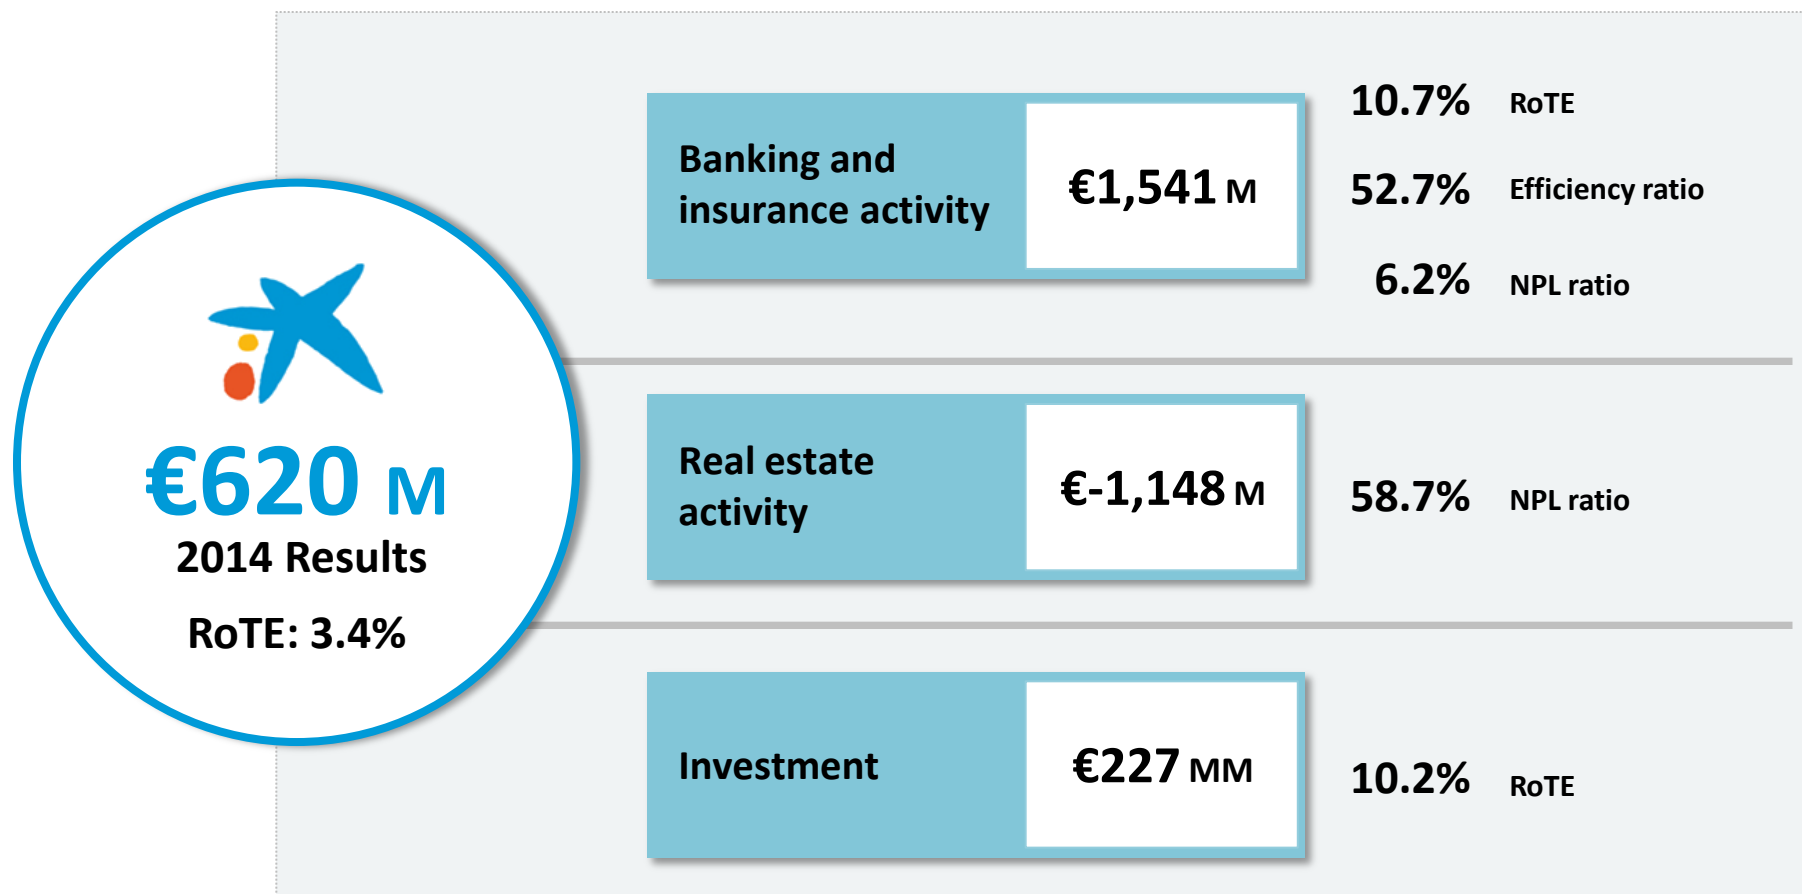 €620 M
2014 Results
RoTE: 3.4%
Banking and
insurance activity
€1,541 M
10.7% RoTE
52.7% Efficiency ratio
6.2% NPL ratio
Real estate
activity
€-1,148 M
58.7% NPL ratio
Investment
€227 MM
10.2% RoTE